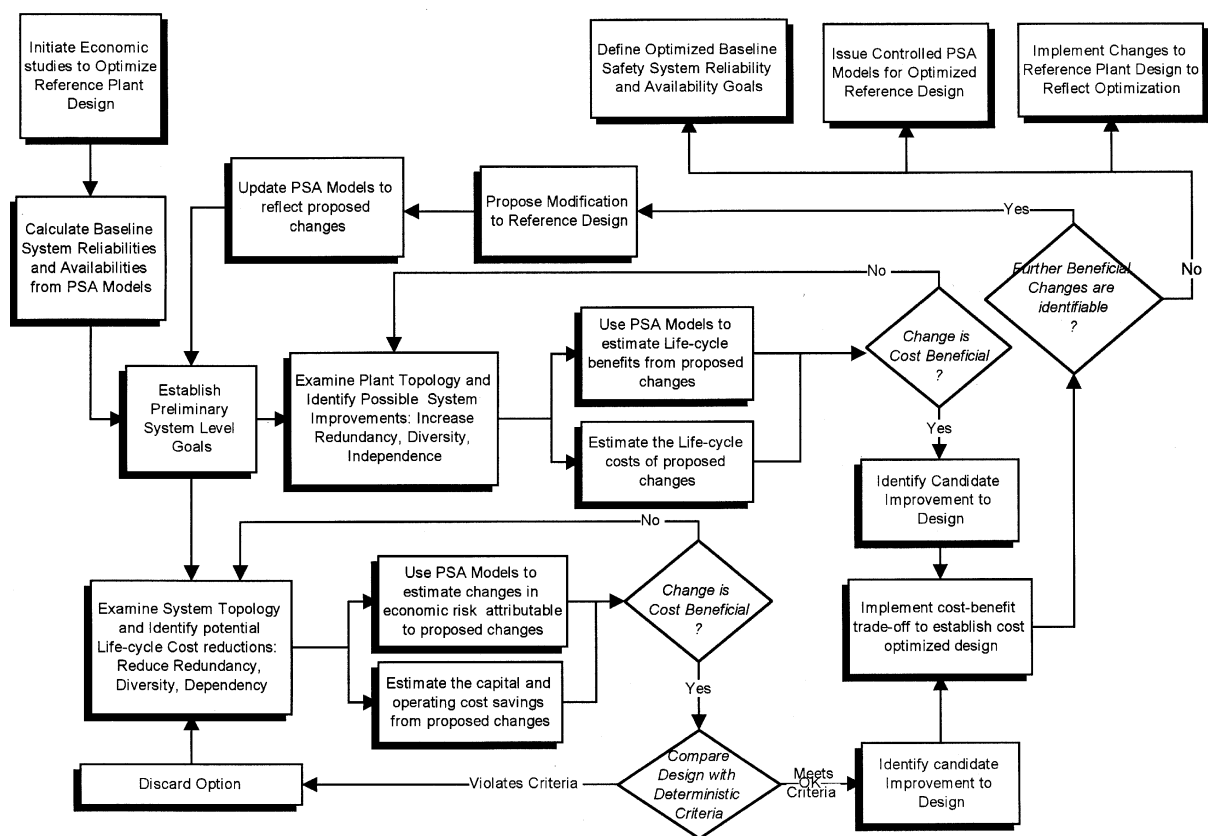 Initiate Economic
studies to Optimize
Reference Plant
Design
Define Optimized Baseline
Safety System Reliability
and Availability Goals
Issue Controlled PSA
Models for Optimized
Reference Design
Implement Changes to
Reference Plant Design to
Reflect Optimization
Update PSA Models to
reflect proposed
changes
Propose Modification
to Reference Design
Yes
Calculate Baseline
System Reliabilities
and Availabilities
from PSA Models
Further Beneficial
Changes are
identifiable
?
No
No
Use PSA Models to
estimate Life-cycle
benefits from proposed
changes
Change is
Cost Beneficial
?
Establish
Preliminary
System Level
Goals
Examine Plant Topology and
Identify Possible System
Improvements: Increase
Redundancy, Diversity,
Independence
Estimate the Life-cycle
costs of proposed
changes
Yes
Identify Candidate
Improvement to
Design
No
Examine System Topology
and Identify potential
Life-cycle Cost reductions:
Reduce Redundancy,
Diversity, Dependency
Use PSA Models to
estimate changes in
economic risk attributable
to proposed changes
Change is
Cost Beneficial
?
Implement cost-benefit
trade-off to establish cost
optimized design
Estimate the capital and
operating cost savings
from proposed changes
Yes
Discard Option
Violates Criteria
Compare
Design with
Deterministic
Criteria
Meets
OK
Criteria
Identify candidate
Improvement to
Design